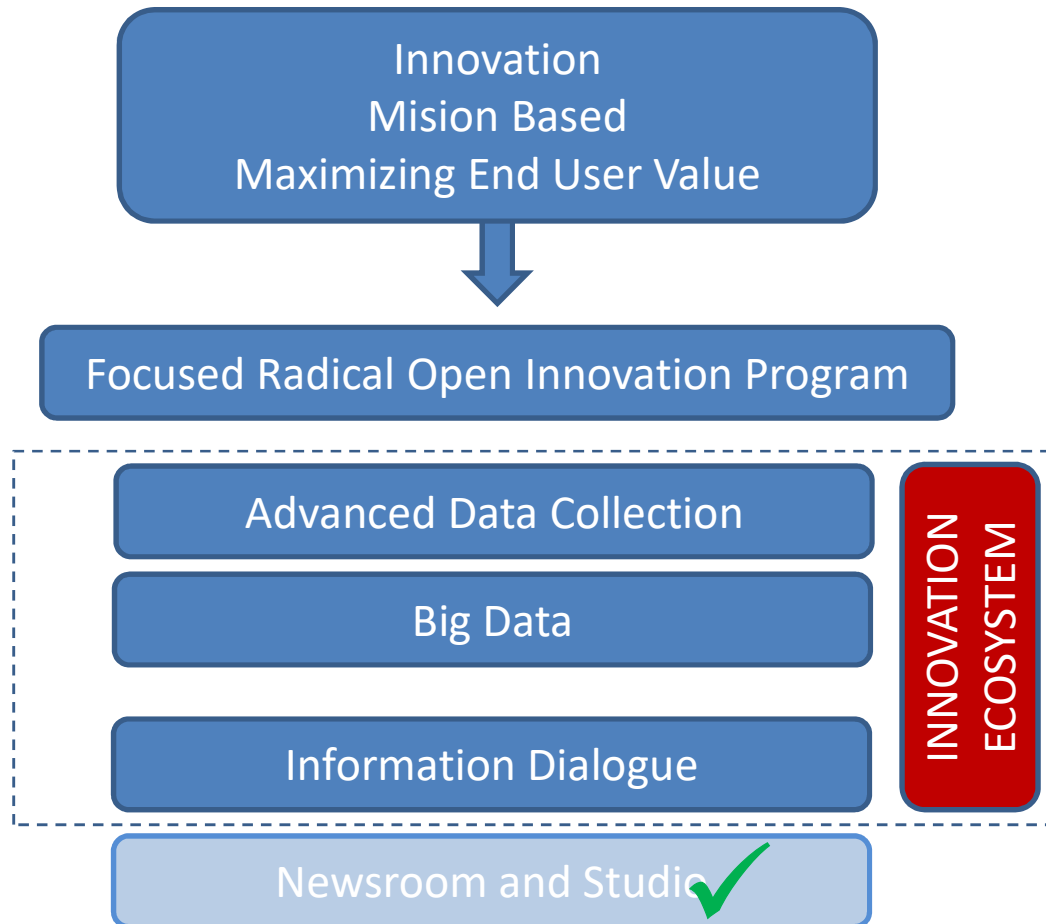 Innovation
Mision Based
Maximizing End User Value
Focused Radical Open Innovation Program
Advanced Data Collection
Big Data
Information Dialogue
INNOVATION
ECOSYSTEM
Newsroom and Studio